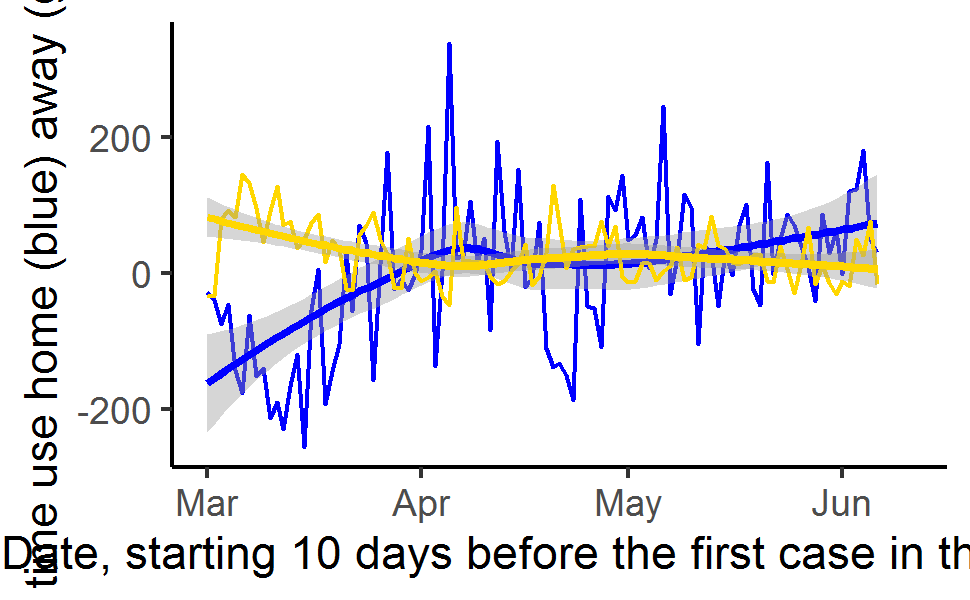 time use home (blue) away (
200
0
-200
Mar Apr May Jun
Date, starting 10 days before the first case in th